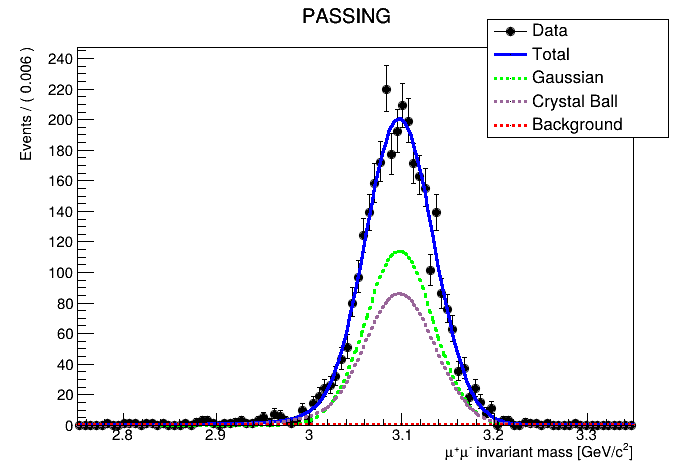 PASSING
Data
Total
Gaussian
Crystal Ball
Background
Events / ( 0.006 )
240
220
200
180
160
140
120
100
80
60
40
20
0
2.8 2.9 3 3.1 3.2 3.3
μ⁺μ⁻ invariant mass [GeV/c²]